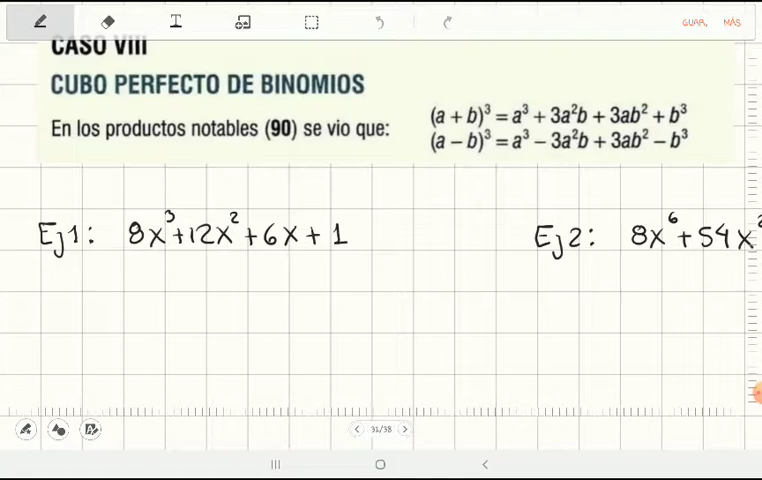 GUAR. MÁS
CASO VIII
CUBO PERFECTO DE BINOMIOS
En los productos notables (90) se vio que:
(a + b)³ = a³ + 3a²b + 3ab² + b³
(a − b)³ = a³ − 3a²b + 3ab² − b³
Ej1: 8x³+12x²+6x+1
Ej2: 8x⁶+54x²
31/38